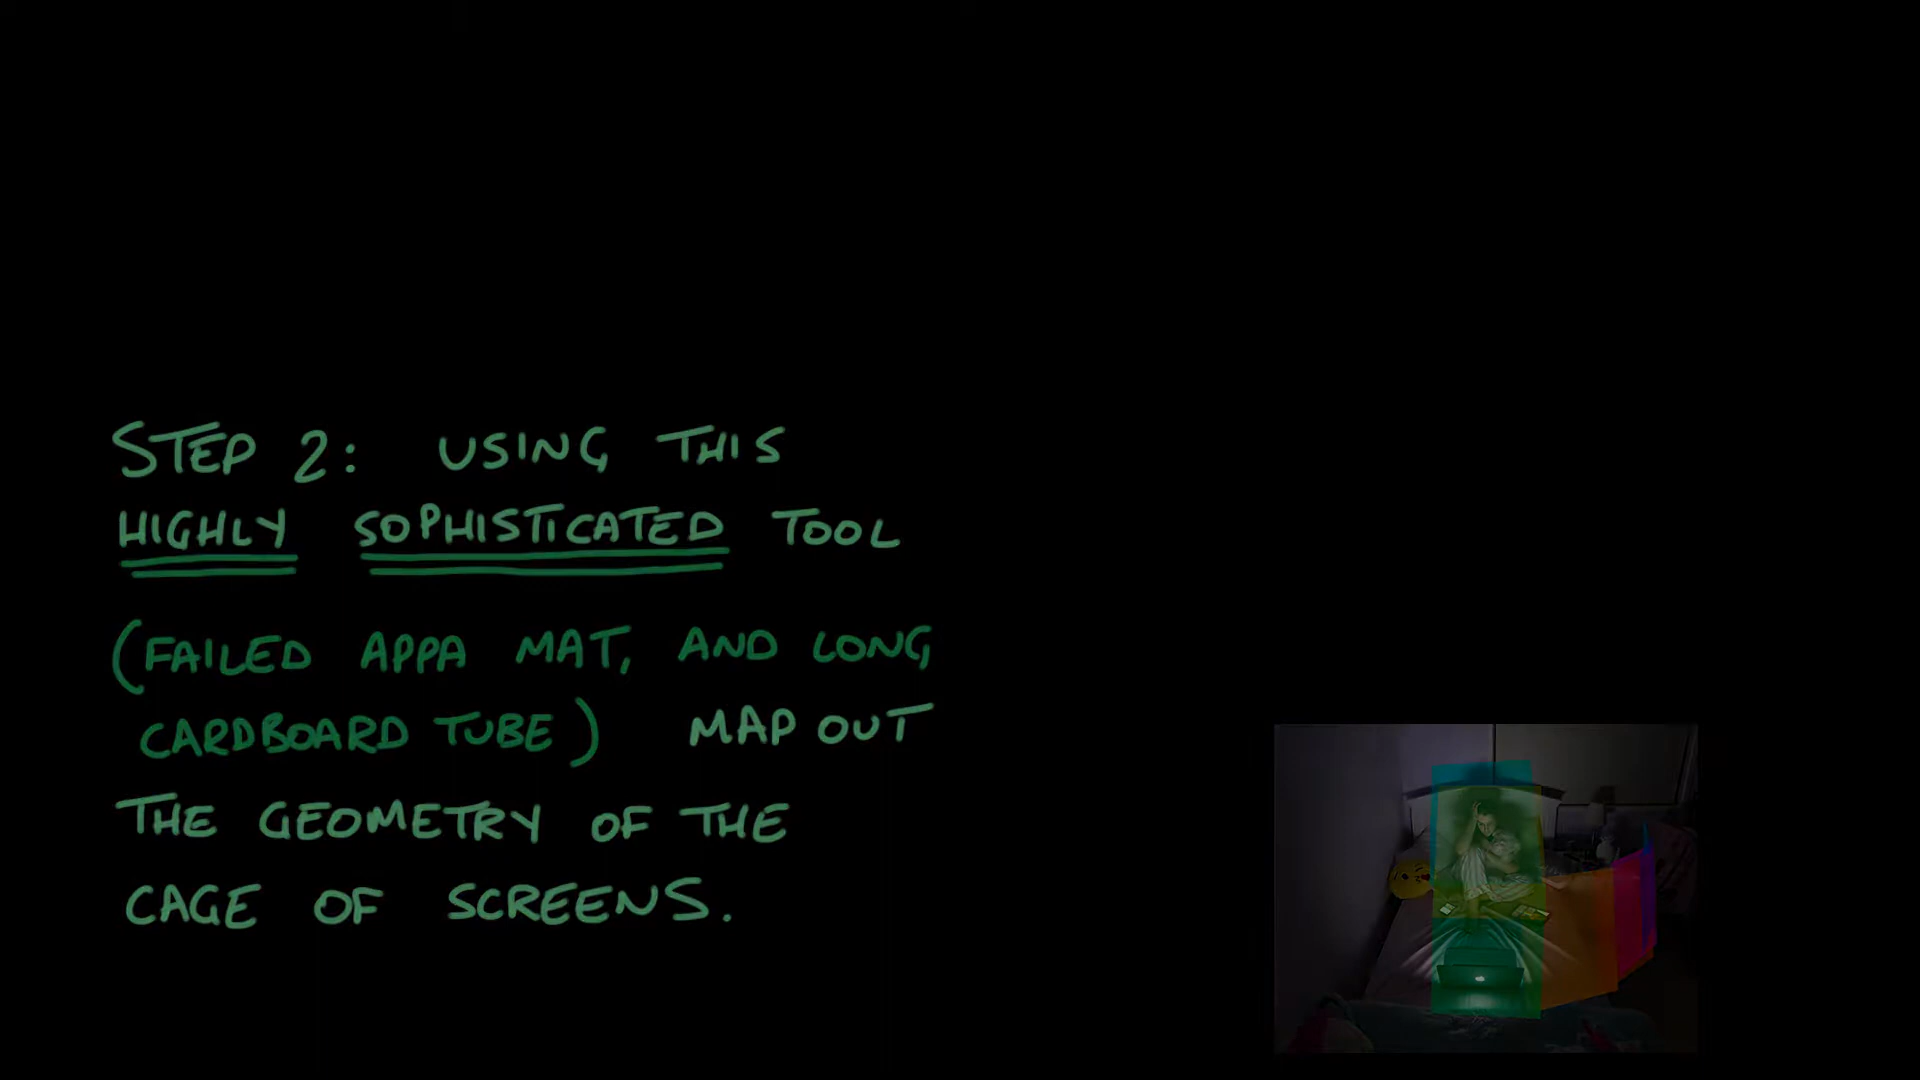 STEP 2: USING THIS
HIGHLY SOPHISTICATED TOOL
(FAILED APPA MAT, AND LONG
CARDBOARD TUBE) MAP OUT
THE GEOMETRY OF THE
CAGE OF SCREENS.